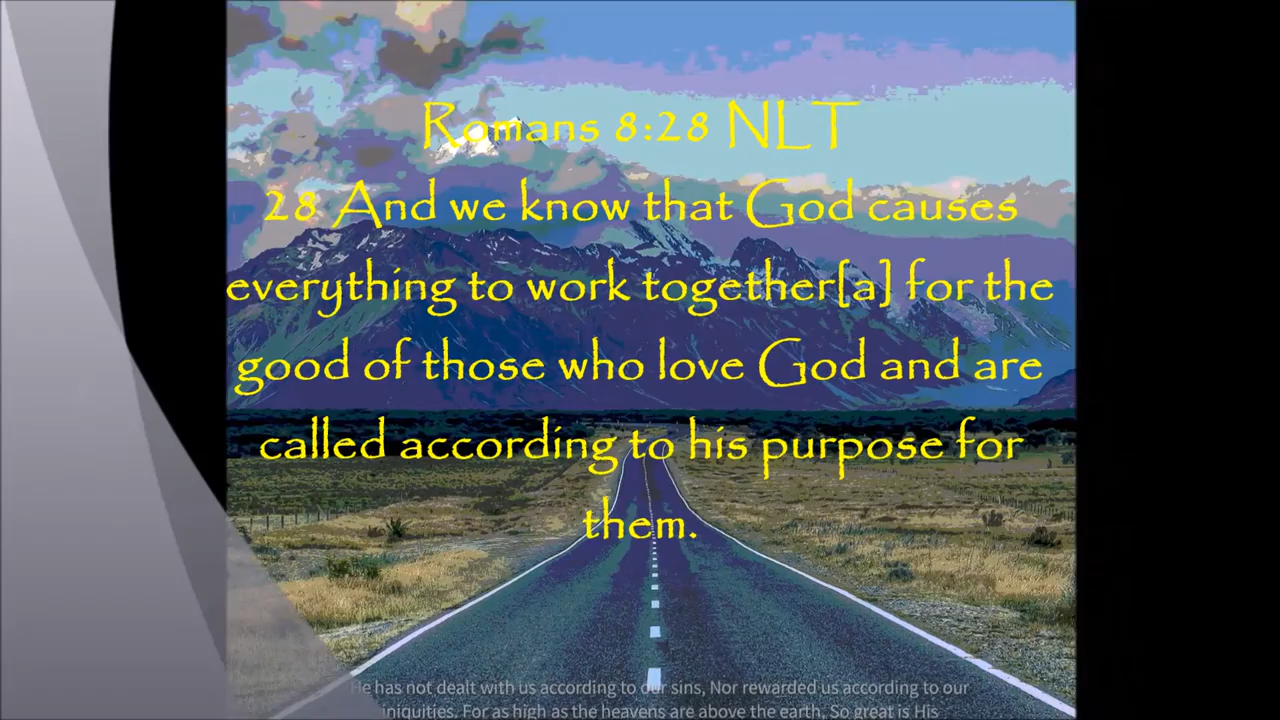 Romans 8:28 NLT
28 And we know that God causes
everything to work together[a] for the
good of those who love God and are
called according to his purpose for
them.
He has not dealt with us according to our sins, Nor rewarded us according to our
iniquities. For as high as the heavens are above the earth, So great is His